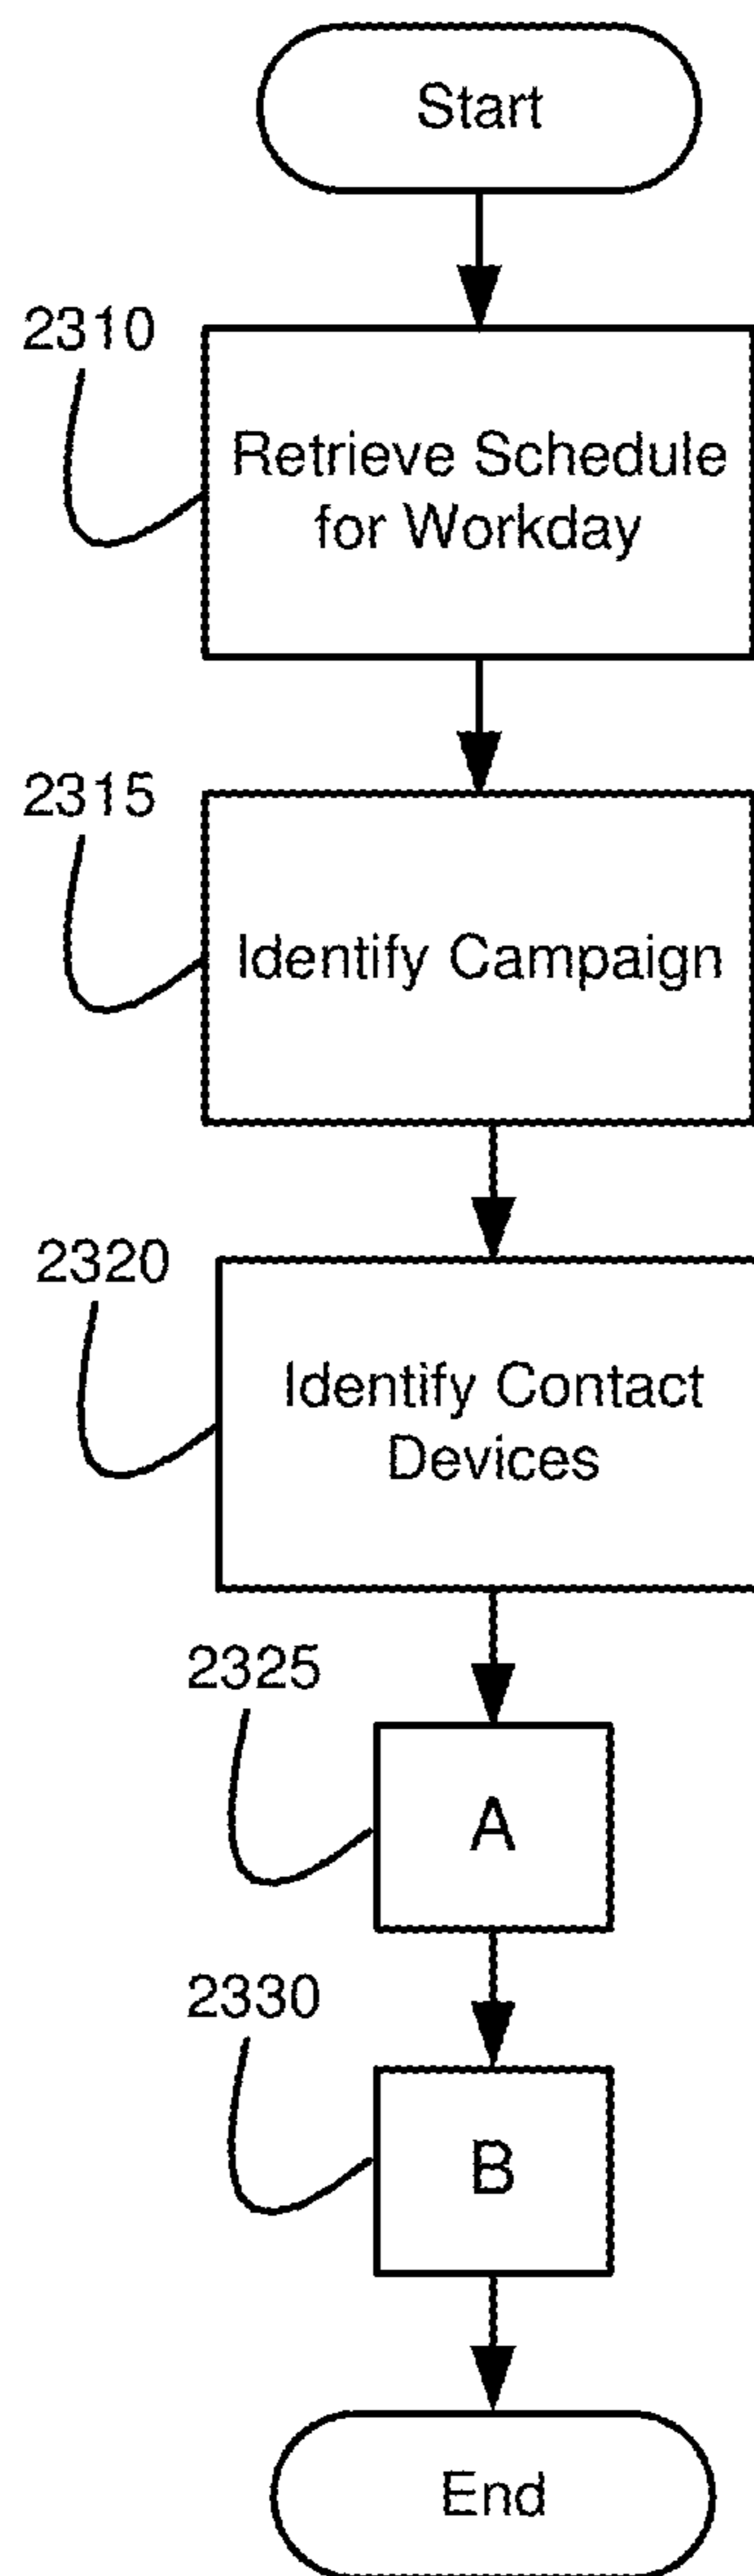 Start
2310
Retrieve Schedule
for Workday
2315
Identify Campaign
2320
Identify Contact
Devices
2325
A
2330
B
End